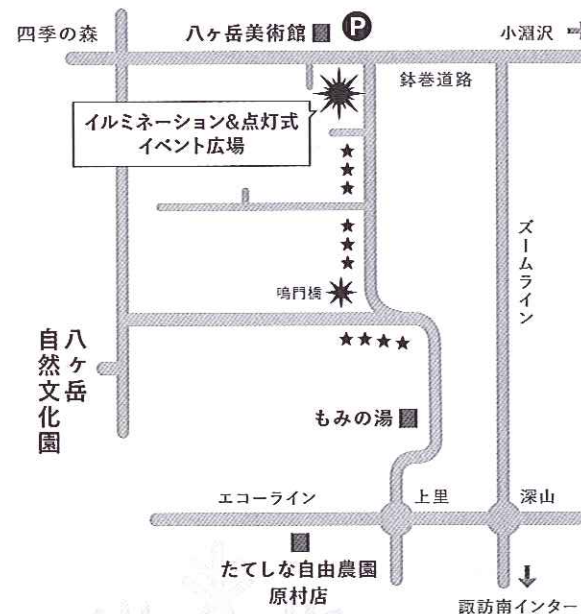 四季の森
八ヶ岳美術館
P
小淵沢
鉢巻道路
イルミネーション&点灯式
イベント広場
ズームライン
鳴門橋
八ヶ岳
自然文化園
もみの湯
エコーライン
上里
深山
たてしな自由農園
原村店
諏訪南インター